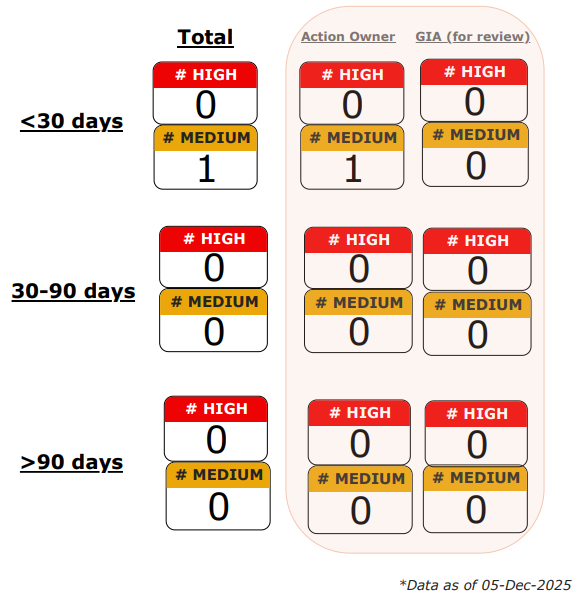 Total
Action Owner
GIA (for review)
<30 days
# HIGH
0
# MEDIUM
1
# HIGH
0
# MEDIUM
1
# HIGH
0
# MEDIUM
0
30-90 days
# HIGH
0
# MEDIUM
0
# HIGH
0
# MEDIUM
0
# HIGH
0
# MEDIUM
0
>90 days
# HIGH
0
# MEDIUM
0
# HIGH
0
# MEDIUM
0
# HIGH
0
# MEDIUM
0
*Data as of 05-Dec-2025